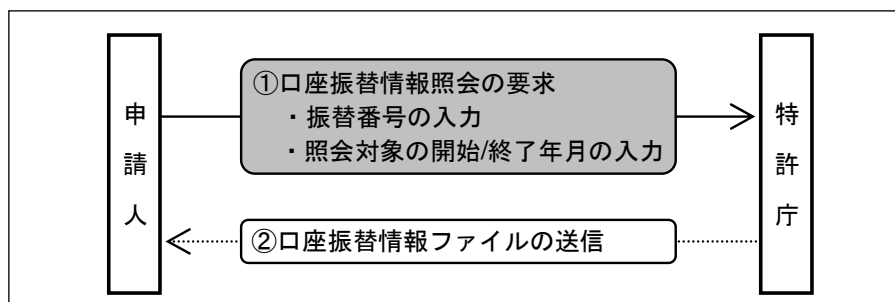 申請人
①口座振替情報照会の要求
・振替番号の入力
・照会対象の開始/終了年月の入力
②口座振替情報ファイルの送信
特許庁